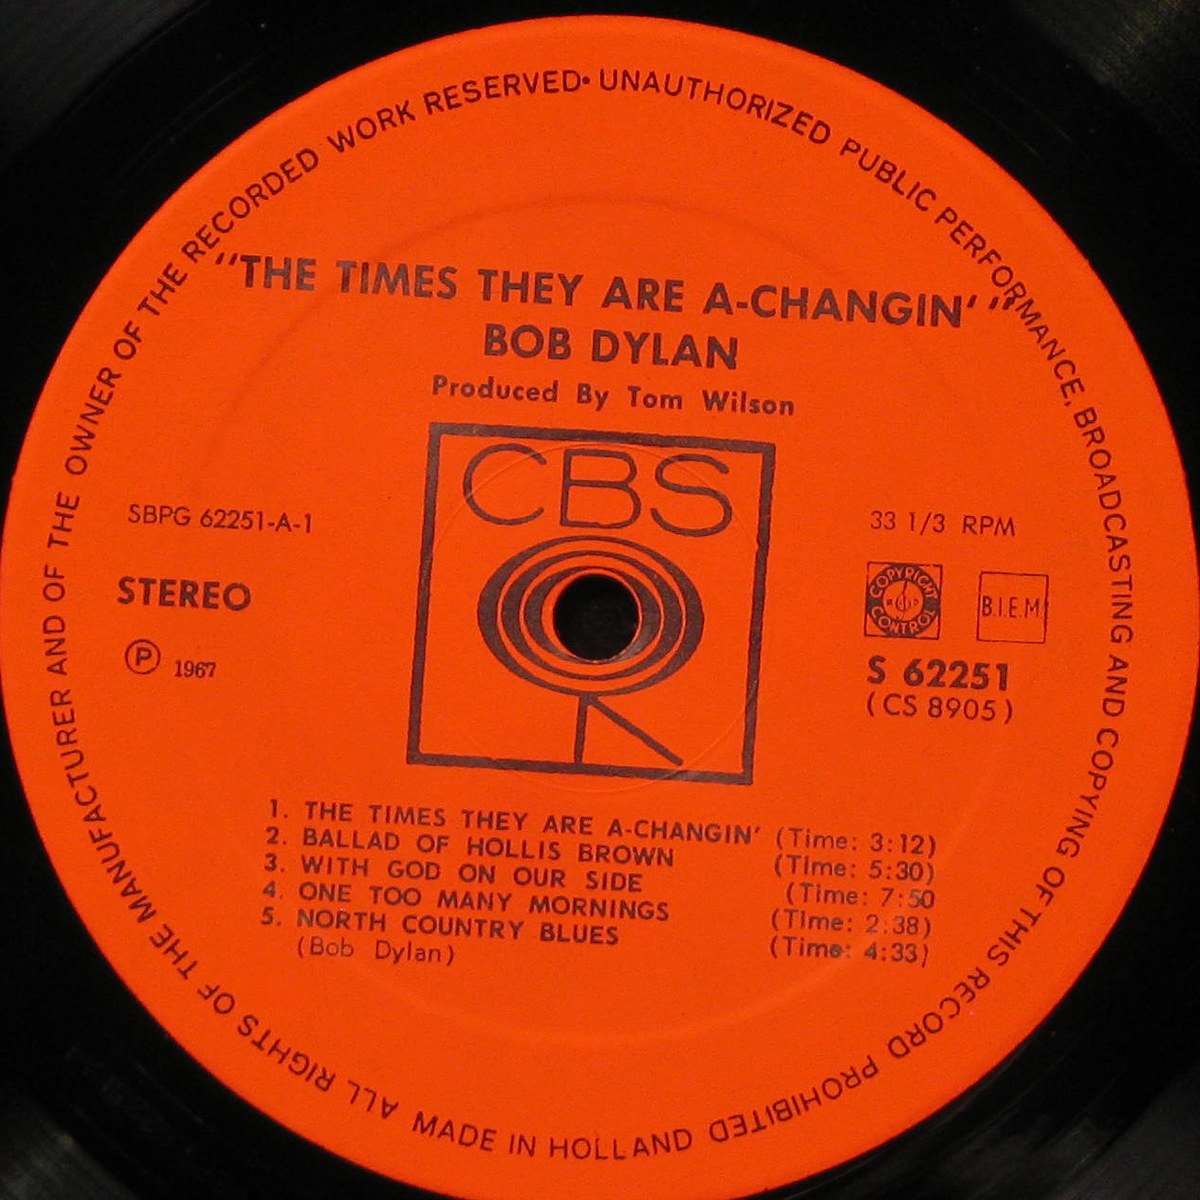 ALL RIGHTS OF THE MANUFACTURER AND OF THE OWNER OF THE RECORDED WORK RESERVED • UNAUTHORIZED PUBLIC PERFORMANCE, BROADCASTING AND COPYING OF THIS RECORD PROHIBITED
"THE TIMES THEY ARE A-CHANGIN' "
BOB DYLAN
Produced By Tom Wilson
CBS
SBPG 62251-A-1
33 1/3 RPM
STEREO
COPYRIGHT CONTROL
B.I.E.M
℗ 1967
S 62251
(CS 8905)
1. THE TIMES THEY ARE A-CHANGIN' (Time: 3:12)
2. BALLAD OF HOLLIS BROWN (Time: 5:30)
3. WITH GOD ON OUR SIDE (Time: 7:50
4. ONE TOO MANY MORNINGS (Time: 2:38)
5. NORTH COUNTRY BLUES (Time: 4:33)
(Bob Dylan)
MADE IN HOLLAND